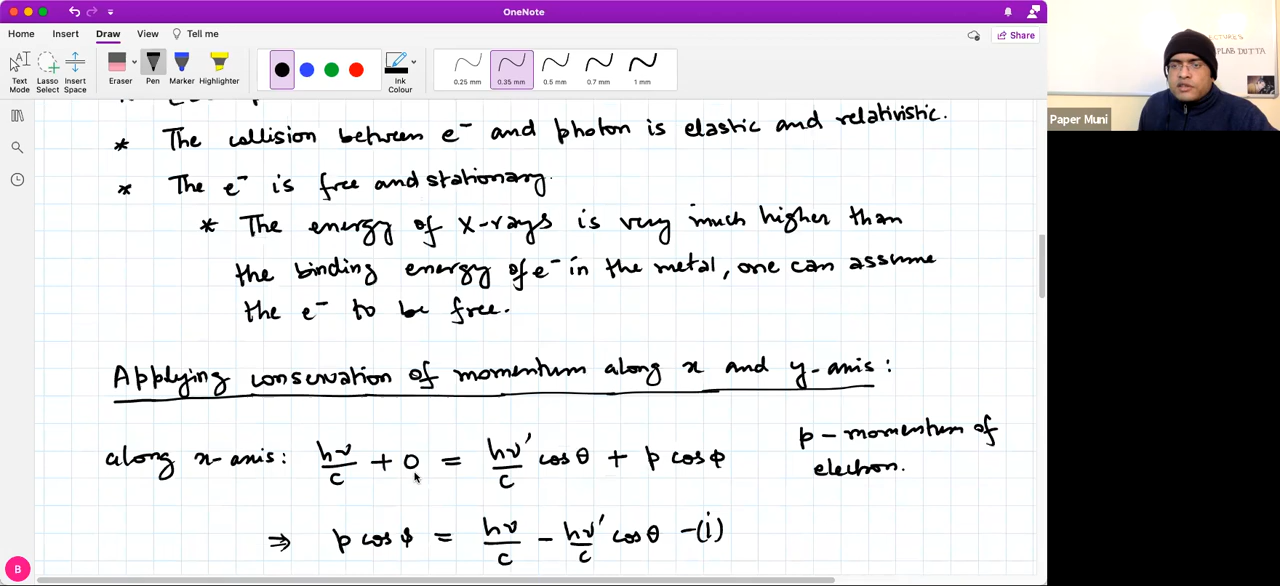 OneNote
Home Insert Draw View Tell me
Share
Text Mode
Lasso Select
Insert Space
Eraser
Pen
Marker
Highlighter
Ink Colour
0.25 mm
0.35 mm
0.5 mm
0.7 mm
1 mm
* The collision between e⁻ and photon is elastic and relativistic.
* The e⁻ is free and stationary.
* The energy of X-rays is very much higher than
the binding energy of e⁻ in the metal, one can assume
the e⁻ to be free.
Applying conservation of momentum along x and y-axis:
along x-axis: hν/c + 0 = hν'/c cosθ + p cosϕ
p – momentum of
electron.
⇒ p cosϕ = hν/c - hν'/c cosθ -(i)
B
Paper Muni